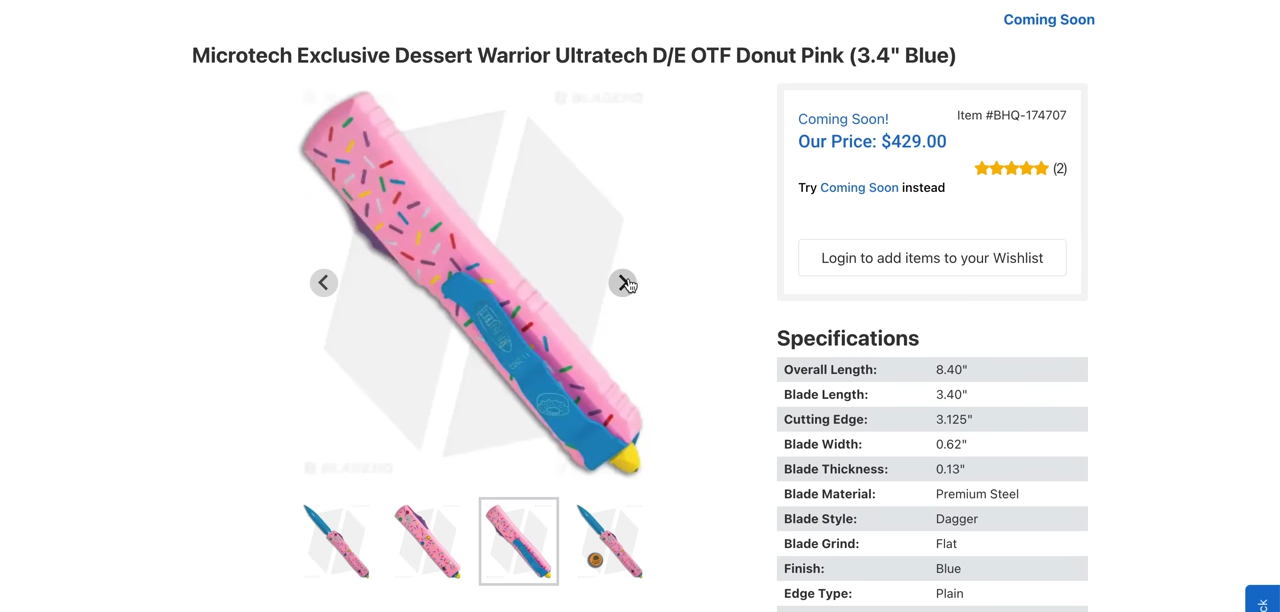 Coming Soon
Microtech Exclusive Dessert Warrior Ultratech D/E OTF Donut Pink (3.4" Blue)
Coming Soon!
Item #BHQ-174707
Our Price: $429.00
(2)
Try Coming Soon instead
Login to add items to your Wishlist
Specifications
Overall Length: 8.40"
Blade Length: 3.40"
Cutting Edge: 3.125"
Blade Width: 0.62"
Blade Thickness: 0.13"
Blade Material: Premium Steel
Blade Style: Dagger
Blade Grind: Flat
Finish: Blue
Edge Type: Plain
BLADEHQ
BLADEHQ